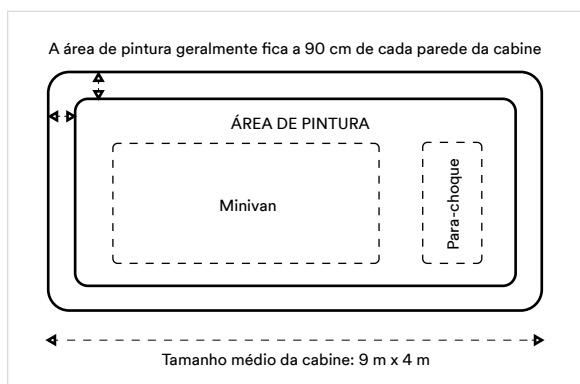 A área de pintura geralmente fica a 90 cm de cada parede da cabine
ÁREA DE PINTURA
Minivan
Para-choque
Tamanho médio da cabine: 9 m x 4 m